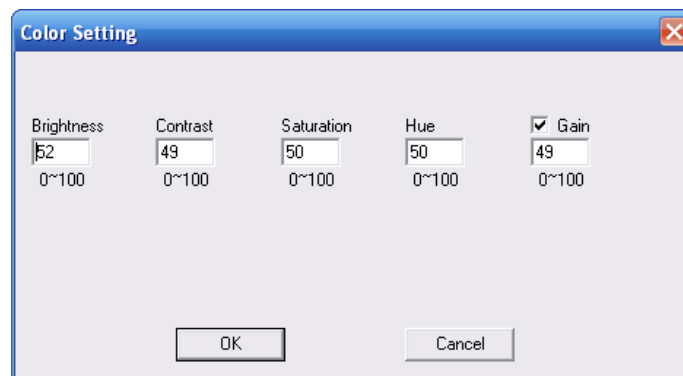 Color Setting
Brightness Contrast Saturation Hue Gain
52 49 50 50 49
0~100 0~100 0~100 0~100 0~100
OK Cancel